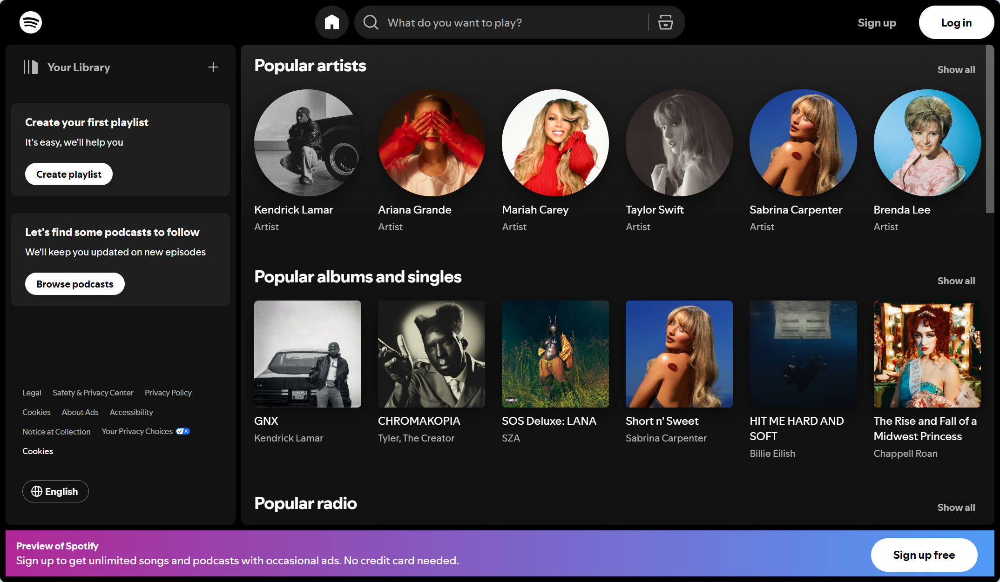 What do you want to play?
Sign up
Log in
Your Library
Create your first playlist
It's easy, we'll help you
Create playlist
Let's find some podcasts to follow
We'll keep you updated on new episodes
Browse podcasts
Legal Safety & Privacy Center Privacy Policy
Cookies About Ads Accessibility
Notice at Collection Your Privacy Choices
Cookies
English
Popular artists
Show all
Kendrick Lamar
Artist
Ariana Grande
Artist
Mariah Carey
Artist
Taylor Swift
Artist
Sabrina Carpenter
Artist
Brenda Lee
Artist
Popular albums and singles
Show all
GNX
Kendrick Lamar
CHROMAKOPIA
Tyler, The Creator
SOS Deluxe: LANA
SZA
Short n' Sweet
Sabrina Carpenter
HIT ME HARD AND
SOFT
Billie Eilish
The Rise and Fall of a
Midwest Princess
Chappell Roan
Popular radio
Show all
Preview of Spotify
Sign up to get unlimited songs and podcasts with occasional ads. No credit card needed.
Sign up free